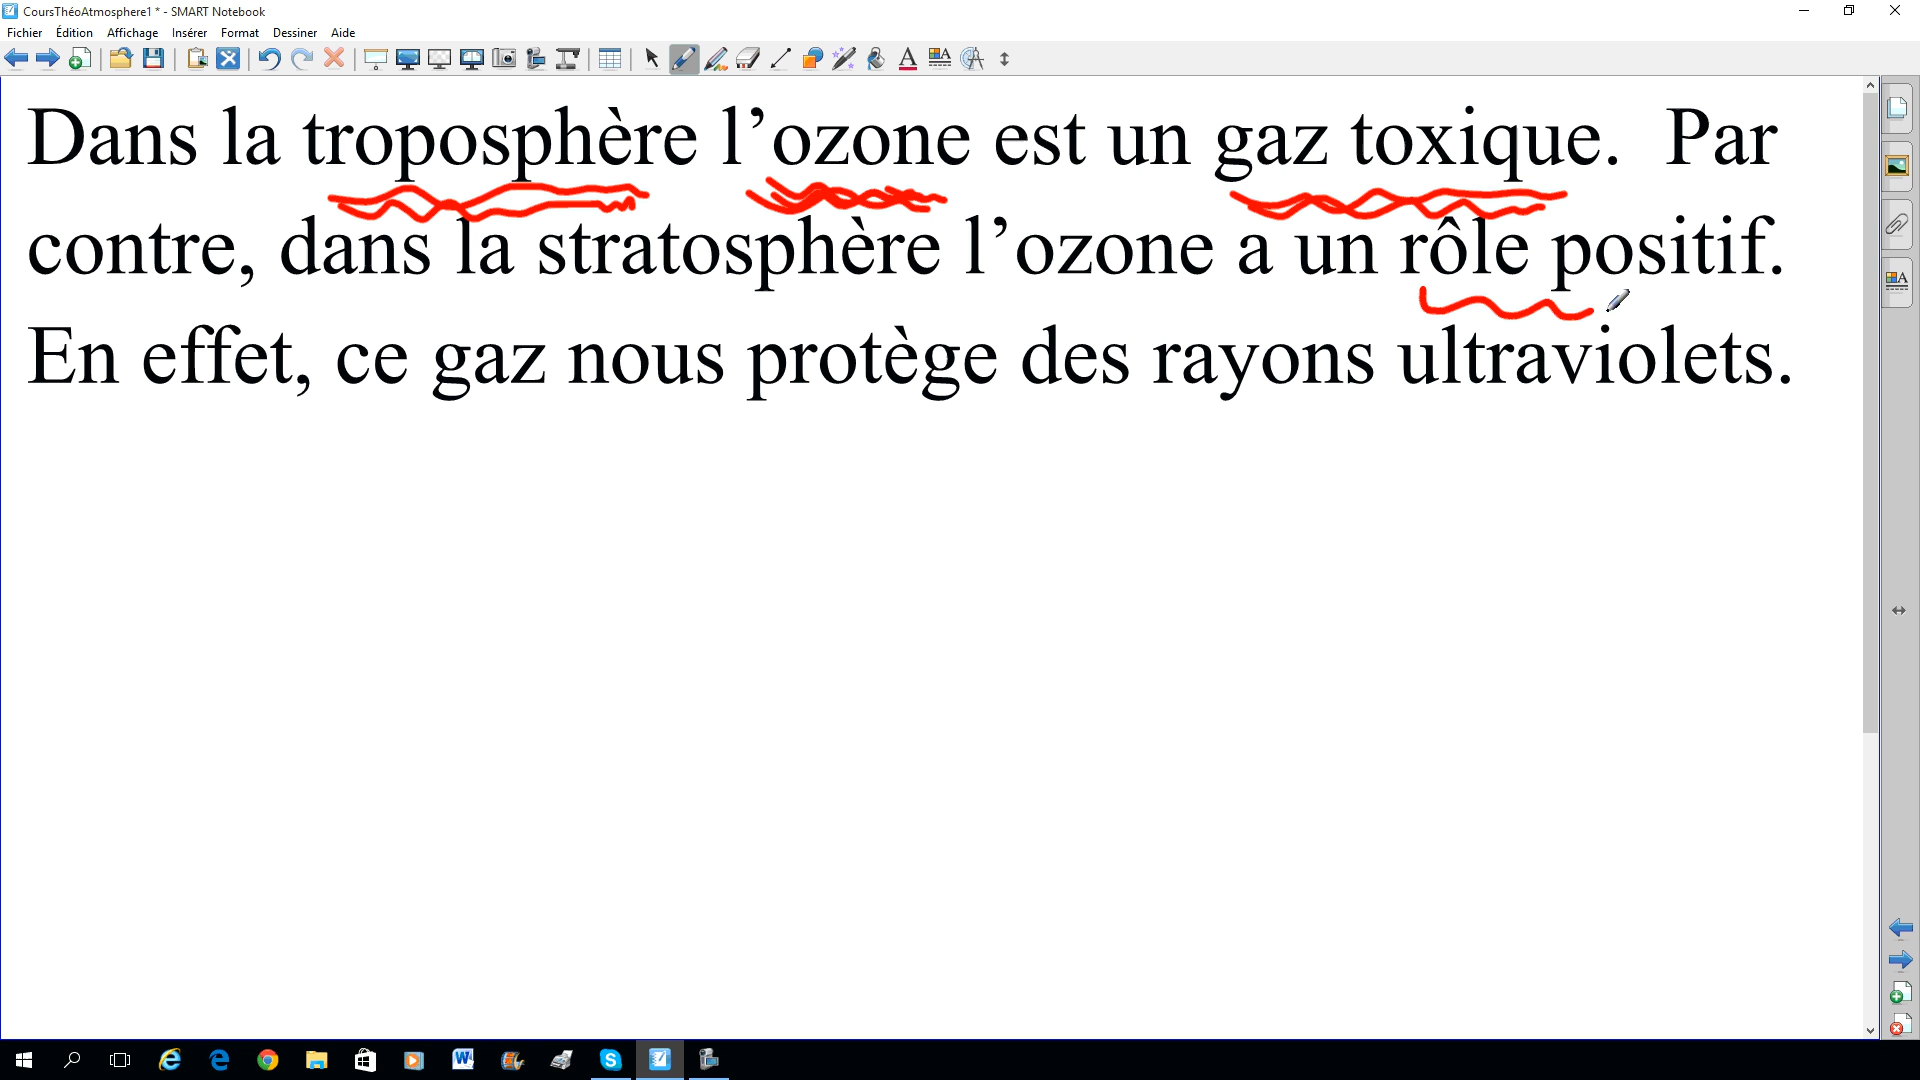 CoursThéoAtmosphere1 * - SMART Notebook
Fichier Édition Affichage Insérer Format Dessiner Aide
Dans la troposphère l’ozone est un gaz toxique. Par
contre, dans la stratosphère l’ozone a un rôle positif.
En effet, ce gaz nous protège des rayons ultraviolets.